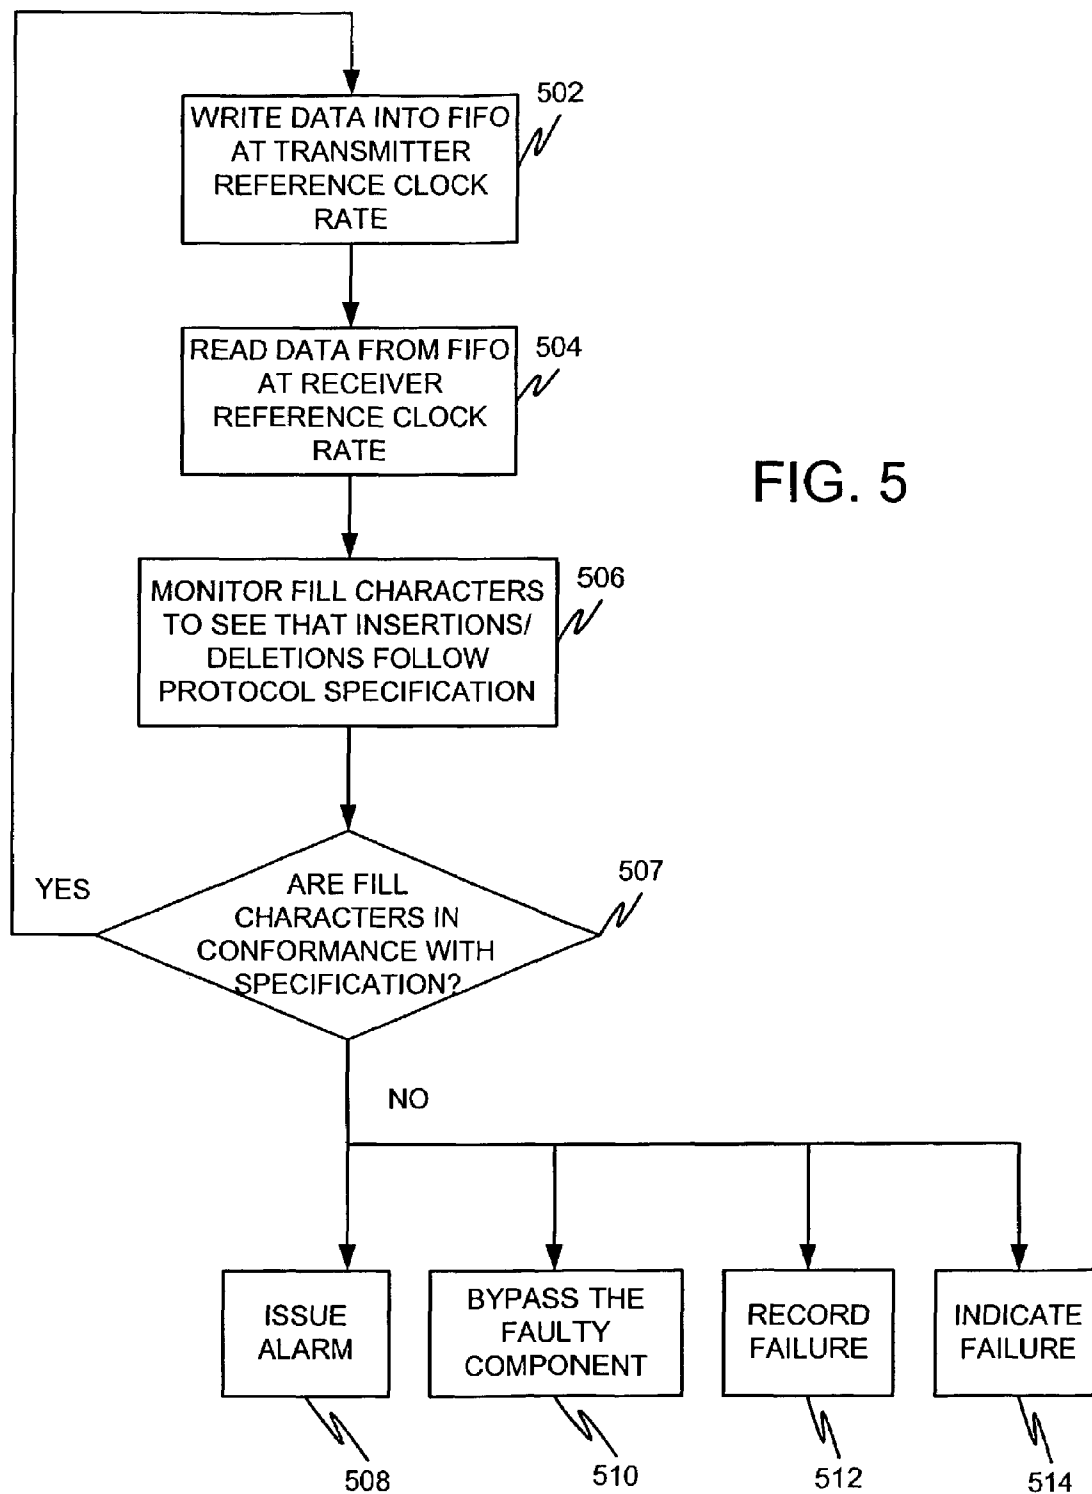 502
WRITE DATA INTO FIFO
AT TRANSMITTER
REFERENCE CLOCK
RATE
504
READ DATA FROM FIFO
AT RECEIVER
REFERENCE CLOCK
RATE
FIG. 5
506
MONITOR FILL CHARACTERS
TO SEE THAT INSERTIONS/
DELETIONS FOLLOW
PROTOCOL SPECIFICATION
507
YES
ARE FILL
CHARACTERS IN
CONFORMANCE WITH
SPECIFICATION?
NO
ISSUE
ALARM
BYPASS THE
FAULTY
COMPONENT
RECORD
FAILURE
INDICATE
FAILURE
508
510
512
514